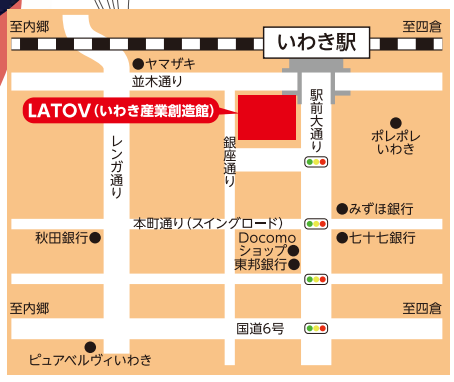 至内郷
いわき駅
至四倉
ヤマザキ
並木通り
LATOV(いわき産業創造館)
レンガ通り
銀座通り
駅前大通り
ポレポレ
いわき
みずほ銀行
本町通り(スイングロード)
秋田銀行
Docomo
ショップ
七十七銀行
東邦銀行
至内郷
至四倉
国道6号
ピュアベルヴィいわき